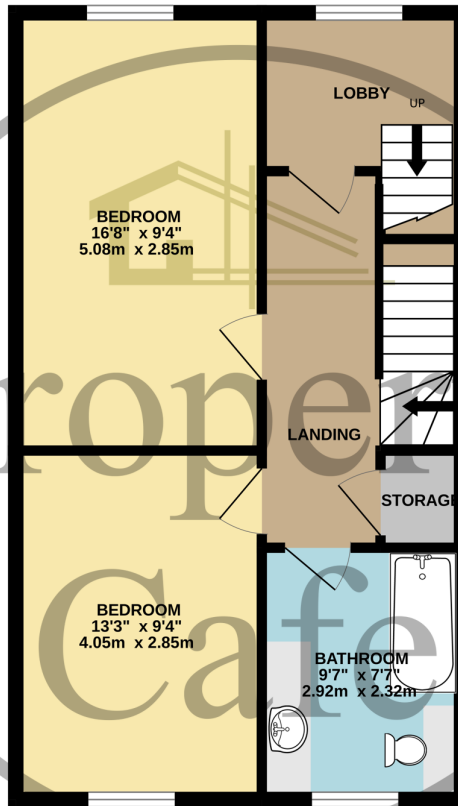 LOBBY
UP
BEDROOM
16'8" x 9'4"
5.08m x 2.85m
LANDING
STORAGE
BEDROOM
13'3" x 9'4"
4.05m x 2.85m
BATHROOM
9'7" x 7'7"
2.92m x 2.32m
roper
Cafe